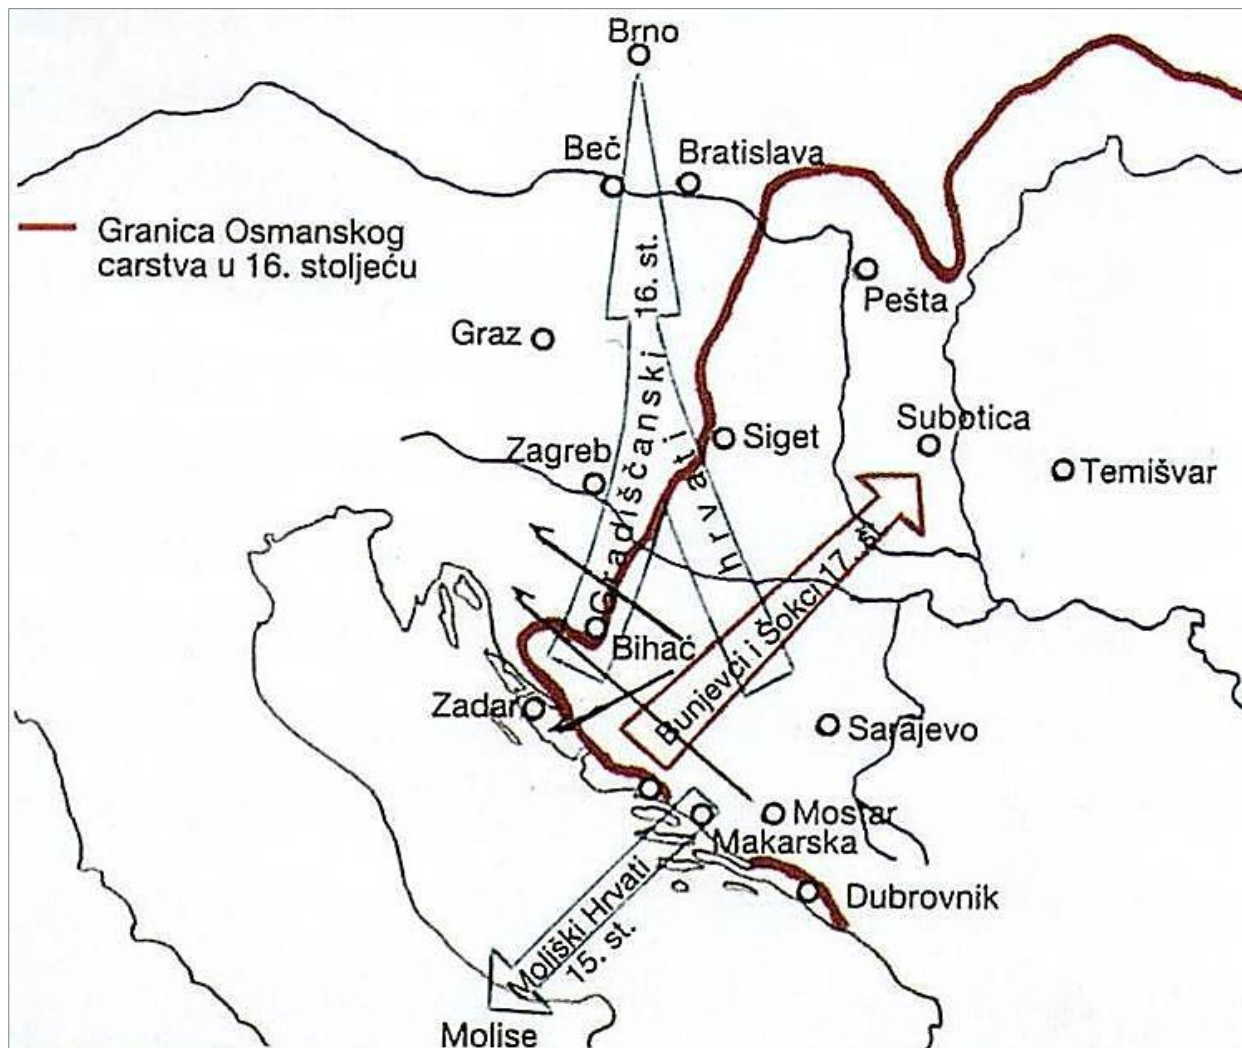 Brno
Beč
Bratislava
Granica Osmanskog
carstva u 16. stoljeću
Pešta
Graz
Gradiščanski
hrvati
16. st.
Subotica
Siget
Zagreb
Temišvar
Bihać
Bunjevci i Šokci 17. st.
Zadar
Sarajevo
Mostar
Makarska
Dubrovnik
Moliški Hrvati
15. st.
Molise